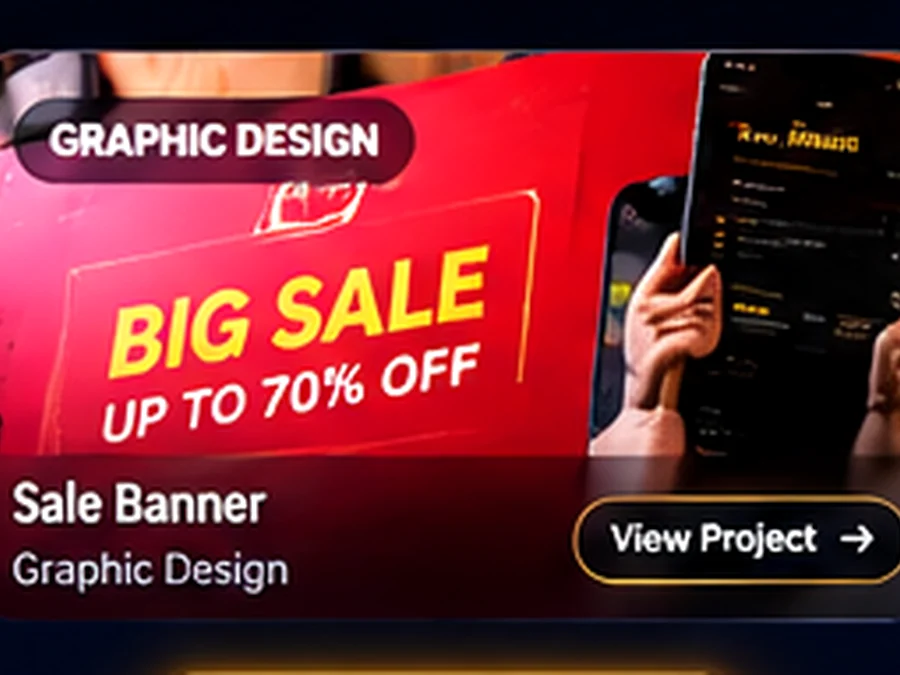 GRAPHIC DESIGN
BIG SALE
UP TO 70% OFF
Sale Banner
Graphic Design
View Project →